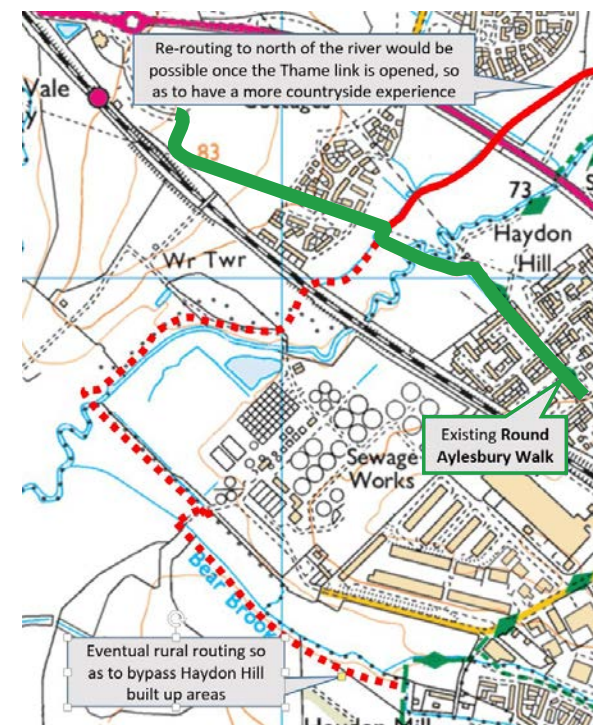 Re-routing to north of the river would be
possible once the Thame link is opened, so
as to have a more countryside experience
Vale
83
73
Haydon
Hill
Wr Twr
Existing Round
Aylesbury Walk
Sewage
Works
Bear Brook
Eventual rural routing so
as to bypass Haydon Hill
built up areas
Haydon Mill